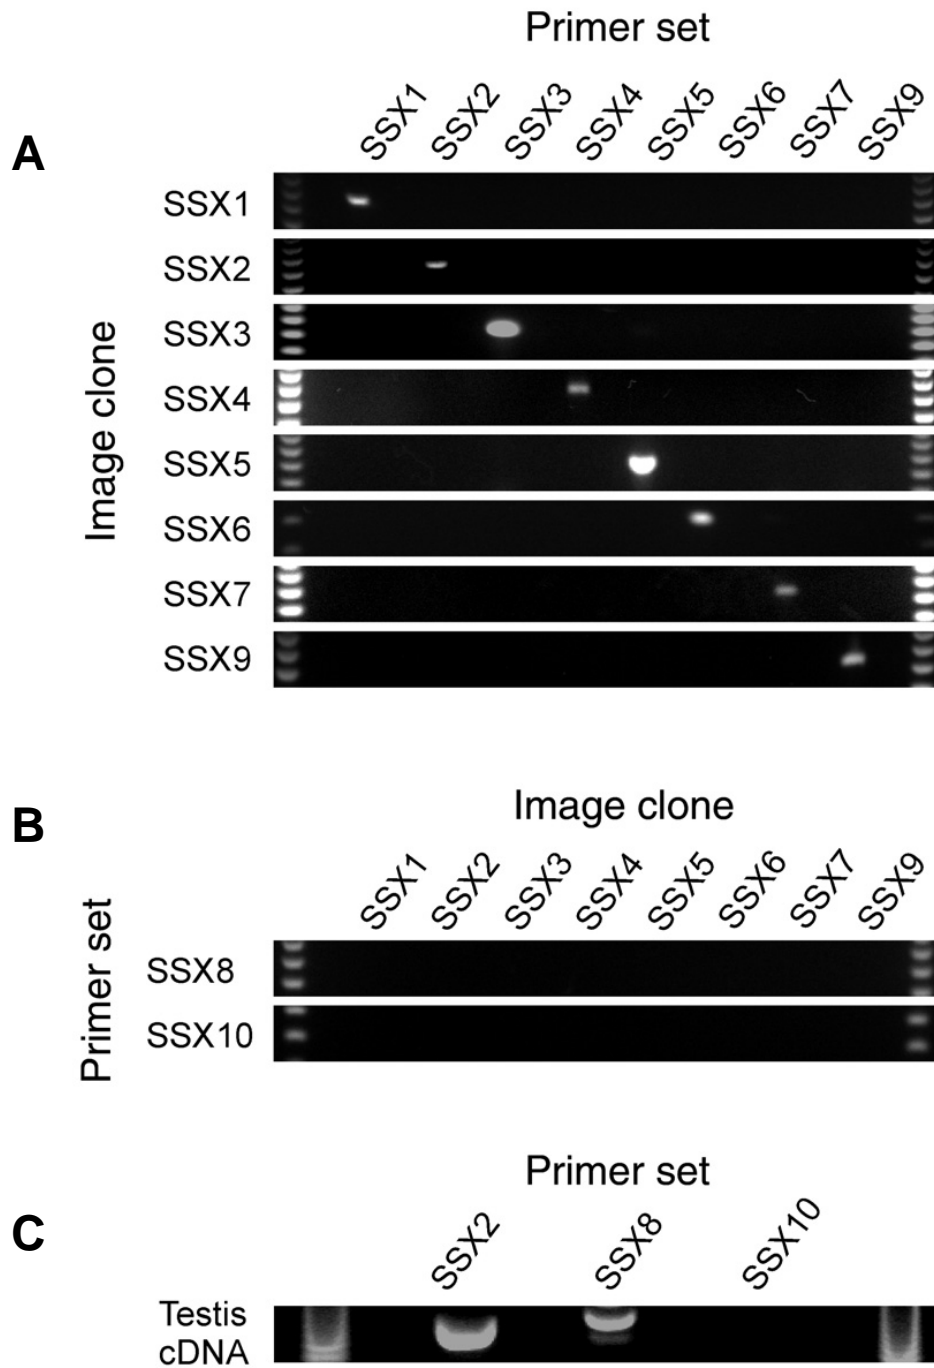 Primer set
A
SSX1 SSX2 SSX3 SSX4 SSX5 SSX6 SSX7 SSX9
Image clone
SSX1
SSX2
SSX3
SSX4
SSX5
SSX6
SSX7
SSX9
B
Image clone
SSX1 SSX2 SSX3 SSX4 SSX5 SSX6 SSX7 SSX9
Primer set
SSX8
SSX10
C
Primer set
SSX2 SSX8 SSX10
Testis
cDNA